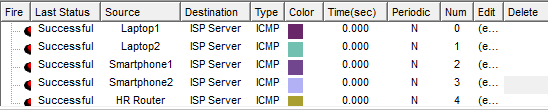 Fire Last Status Source Destination Type Color Time(sec) Periodic Num Edit Delete
Successful Laptop1 ISP Server ICMP 0.000 N 0 (e...
Successful Laptop2 ISP Server ICMP 0.000 N 1 (e...
Successful Smartphone1 ISP Server ICMP 0.000 N 2 (e...
Successful Smartphone2 ISP Server ICMP 0.000 N 3 (e...
Successful HR Router ISP Server ICMP 0.000 N 4 (e...